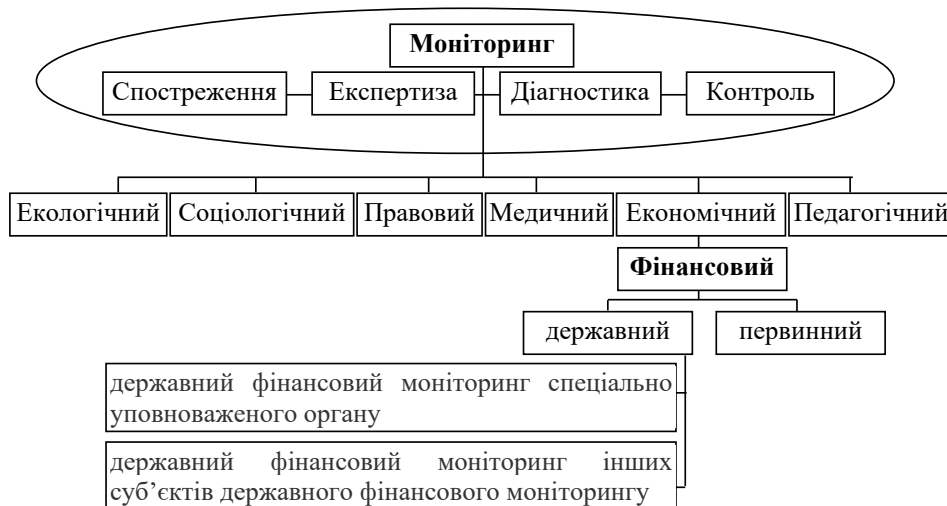 Моніторинг
Спостреження Експертиза Діагностика Контроль
Екологічний Соціологічний Правовий Медичний Економічний Педагогічний
Фінансовий
державний первинний
державний фінансовий моніторинг спеціально
уповноваженого органу
державний фінансовий моніторинг інших
суб’єктів державного фінансового моніторингу